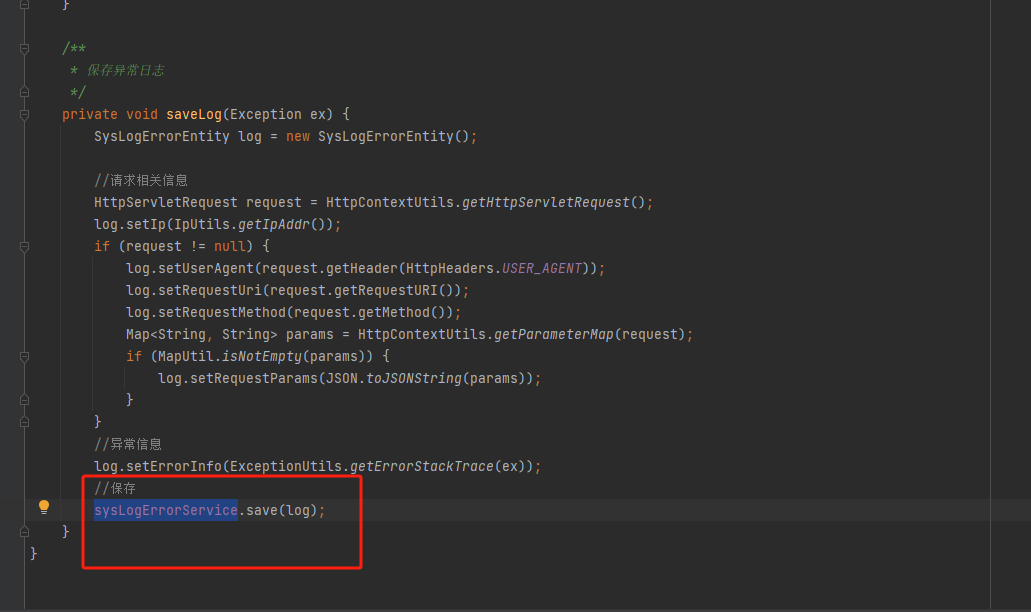 }
/**
 * 保存异常日志
 */
private void saveLog(Exception ex) {
SysLogErrorEntity log = new SysLogErrorEntity();
//请求相关信息
HttpServletRequest request = HttpContextUtils.getHttpServletRequest();
log.setIp(IpUtils.getIpAddr());
if (request != null) {
log.setUserAgent(request.getHeader(HttpHeaders.USER_AGENT));
log.setRequestUri(request.getRequestURI());
log.setRequestMethod(request.getMethod());
Map<String, String> params = HttpContextUtils.getParameterMap(request);
if (MapUtil.isNotEmpty(params)) {
log.setRequestParams(JSON.toJSONString(params));
}
}
//异常信息
log.setErrorInfo(ExceptionUtils.getErrorStackTrace(ex));
//保存
sysLogErrorService.save(log);
}
}